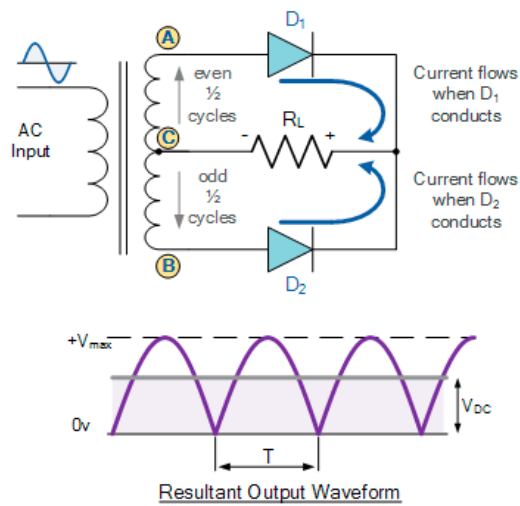 A
D1
even
½
cycles
Current flows
when D1
conducts
AC
Input
C
-
RL
+
odd
½
cycles
Current flows
when D2
conducts
B
D2
+Vmax
0v
VDC
T
Resultant Output Waveform